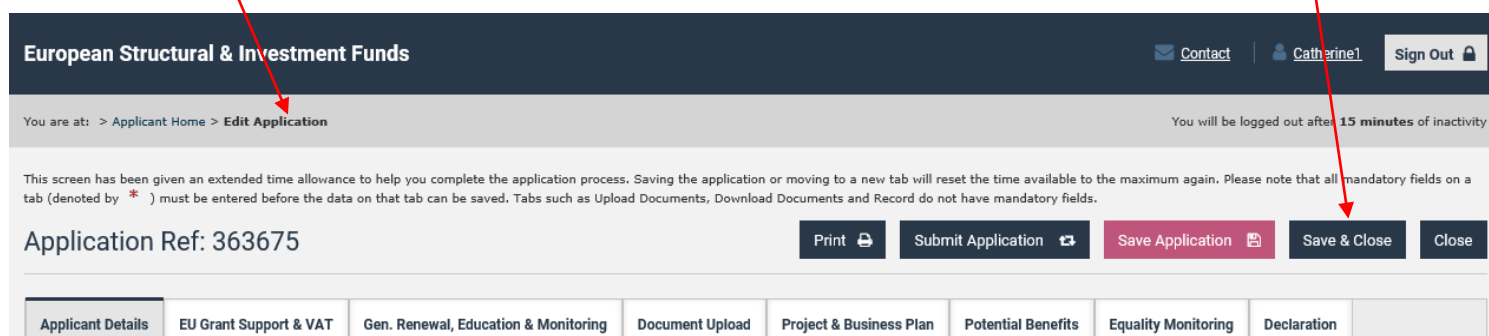 European Structural & Investment Funds Contact Catherine1 Sign Out
You are at: > Applicant Home > Edit Application You will be logged out after 15 minutes of inactivity
This screen has been given an extended time allowance to help you complete the application process. Saving the application or moving to a new tab will reset the time available to the maximum again. Please note that all mandatory fields on a
tab (denoted by * ) must be entered before the data on that tab can be saved. Tabs such as Upload Documents, Download Documents and Record do not have mandatory fields.
Application Ref: 363675 Print Submit Application Save Application Save & Close Close
Applicant Details EU Grant Support & VAT Gen. Renewal, Education & Monitoring Document Upload Project & Business Plan Potential Benefits Equality Monitoring Declaration